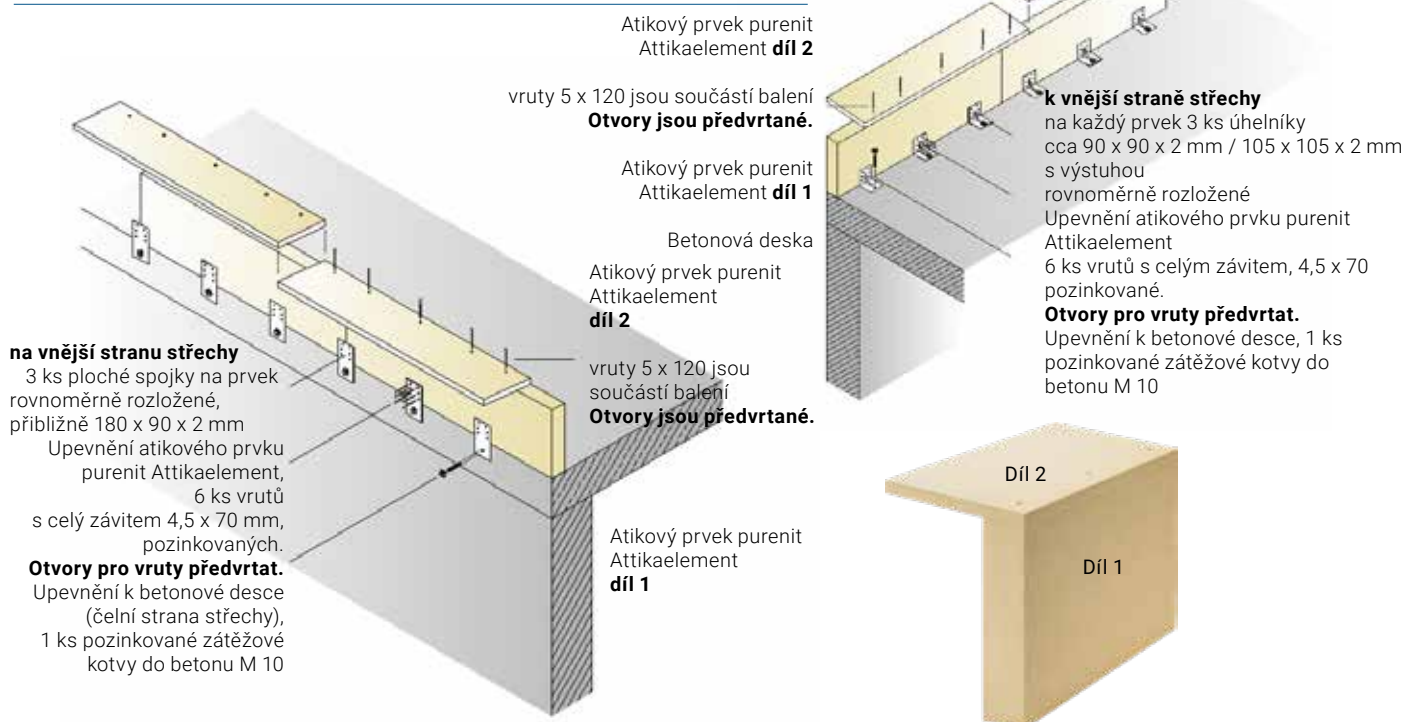 Atikový prvek purenit
Attikaelement díl 2
vruty 5 x 120 jsou součástí balení
Otvory jsou předvrtané.
Atikový prvek purenit
Attikaelement díl 1
Betonová deska
k vnější straně střechy
na každý prvek 3 ks úhelníky
cca 90 x 90 x 2 mm / 105 x 105 x 2 mm
s výstuhou
rovnoměrně rozložené
Upevnění atikového prvku purenit
Attikaelement
6 ks vrutů s celým závitem, 4,5 x 70
pozinkované.
Otvory pro vruty předvrtat.
Upevnění k betonové desce, 1 ks
pozinkované zátěžové kotvy do
betonu M 10
na vnější stranu střechy
3 ks ploché spojky na prvek
rovnoměrně rozložené,
přibližně 180 x 90 x 2 mm
Upevnění atikového prvku
purenit Attikaelement,
6 ks vrutů
s celý závitem 4,5 x 70 mm,
pozinkovaných.
Otvory pro vruty předvrtat.
Upevnění k betonové desce
(čelní strana střechy),
1 ks pozinkované zátěžové
kotvy do betonu M 10
Atikový prvek purenit
Attikaelement
díl 2
vruty 5 x 120 jsou
součástí balení
Otvory jsou předvrtané.
Atikový prvek purenit
Attikaelement
díl 1
Díl 2
Díl 1